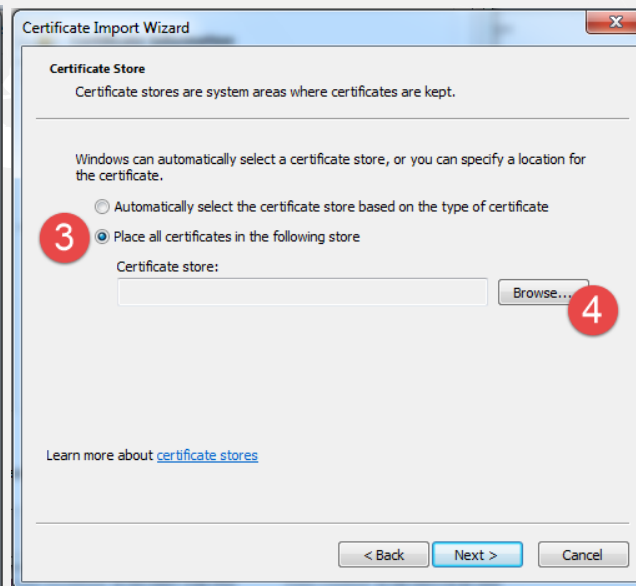 Certificate Import Wizard
Certificate Store
Certificate stores are system areas where certificates are kept.
Windows can automatically select a certificate store, or you can specify a location for
the certificate.
Automatically select the certificate store based on the type of certificate
3
Place all certificates in the following store
Certificate store:
Browse...
4
Learn more about certificate stores
< Back
Next >
Cancel